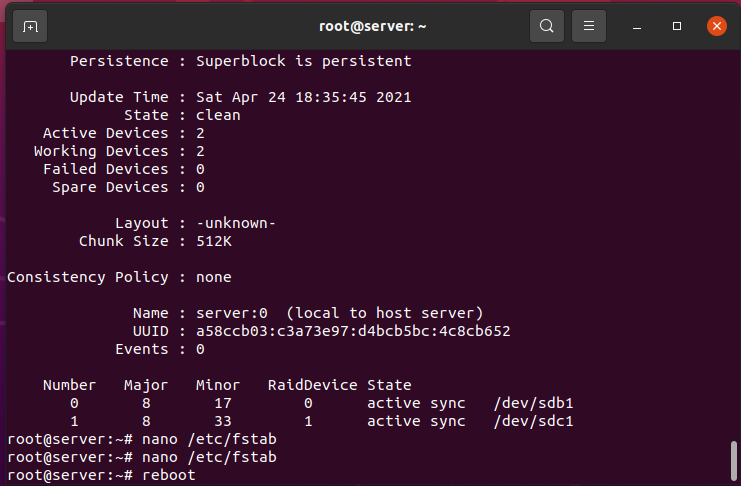 root@server: ~
Persistence : Superblock is persistent
Update Time : Sat Apr 24 18:35:45 2021
State : clean
Active Devices : 2
Working Devices : 2
Failed Devices : 0
Spare Devices : 0
Layout : -unknown-
Chunk Size : 512K
Consistency Policy : none
Name : server:0  (local to host server)
UUID : a58ccb03:c3a73e97:d4bcb5bc:4c8cb652
Events : 0
Number   Major   Minor   RaidDevice State
0       8       17        0      active sync   /dev/sdb1
1       8       33        1      active sync   /dev/sdc1
root@server:~# nano /etc/fstab
root@server:~# nano /etc/fstab
root@server:~# reboot